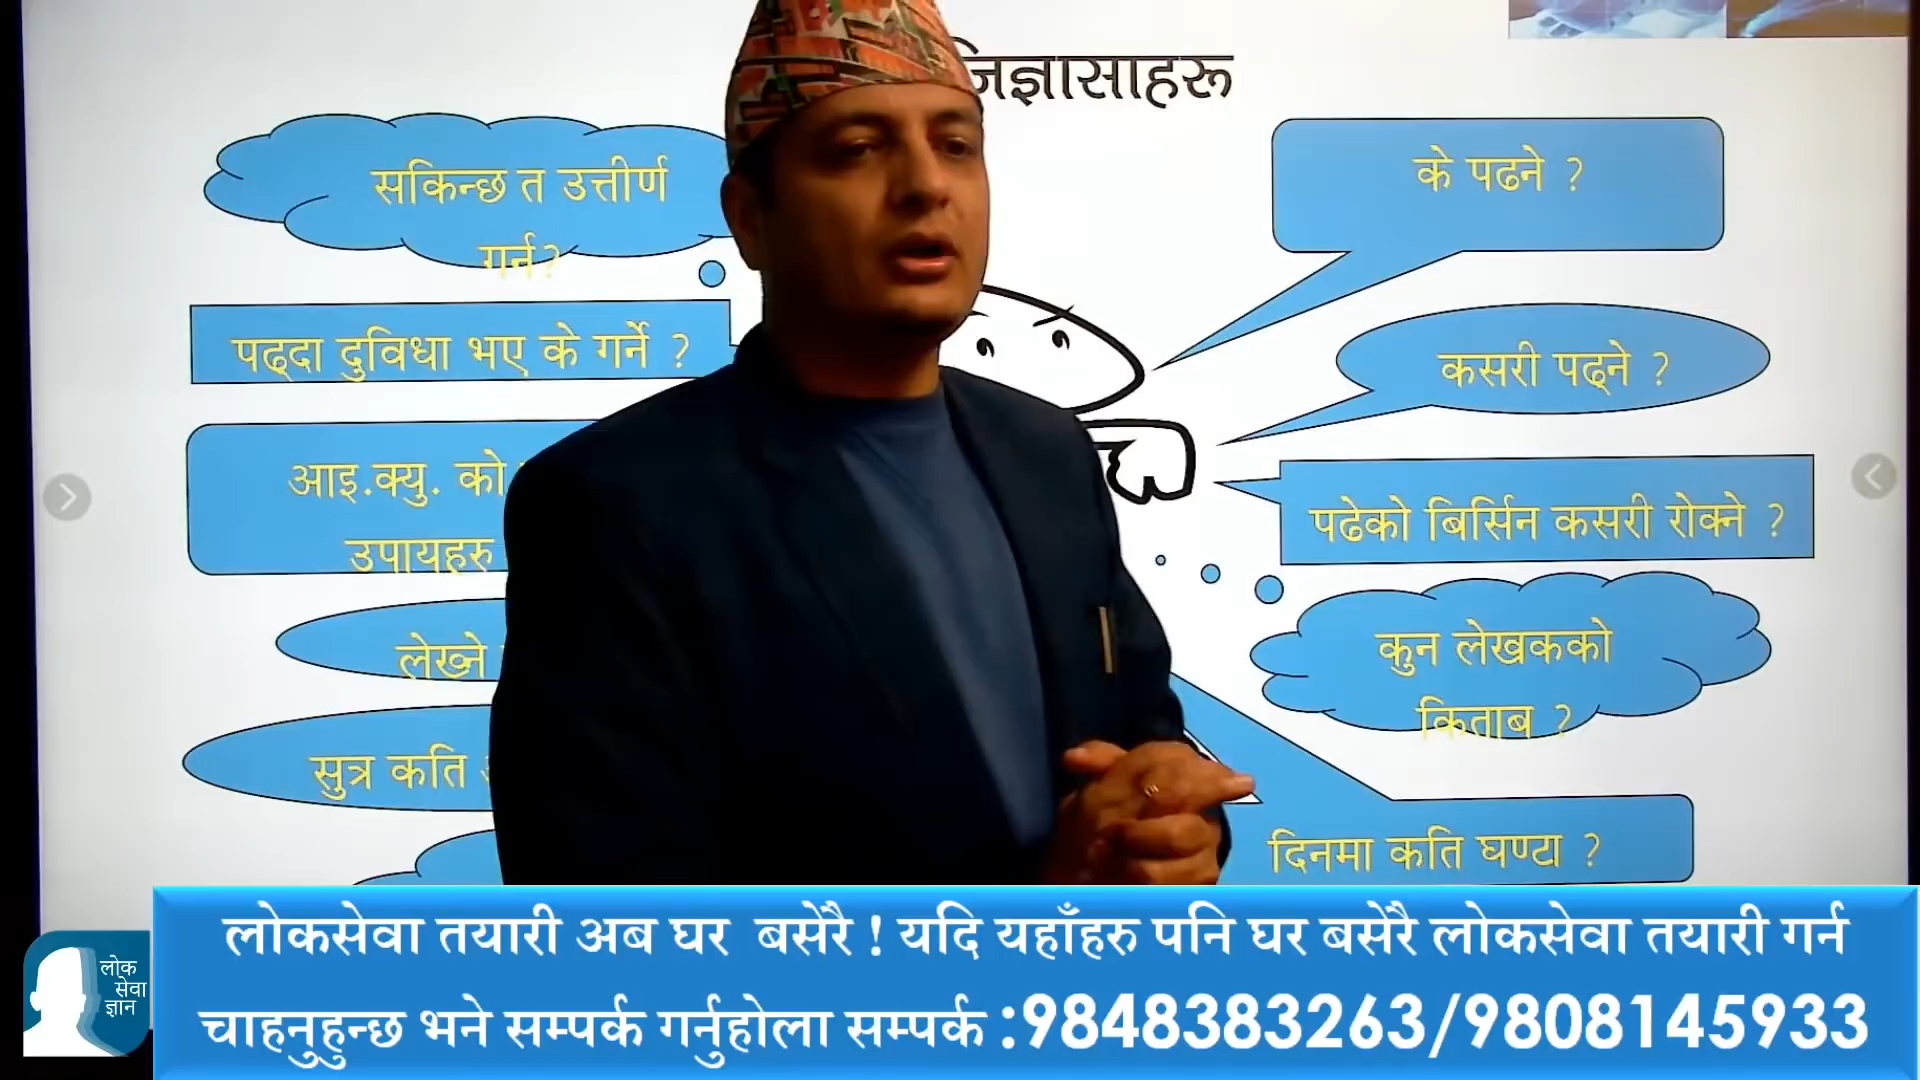 जिज्ञासाहरू
सकिन्छ त उत्तीर्ण
गर्न?
पढ्दा दुविधा भए के गर्ने ?
आइ.क्यु. को
उपायहरु
लेख्ने
सुत्र कति
के पढने ?
कसरी पढ्ने ?
पढेको बिर्सिन कसरी रोक्ने ?
कुन लेखकको
किताब ?
दिनमा कति घण्टा ?
लोक
सेवा
ज्ञान
लोकसेवा तयारी अब घर बसेरै ! यदि यहाँहरु पनि घर बसेरै लोकसेवा तयारी गर्न
चाहनुहुन्छ भने सम्पर्क गर्नुहोला सम्पर्क :9848383263/9808145933